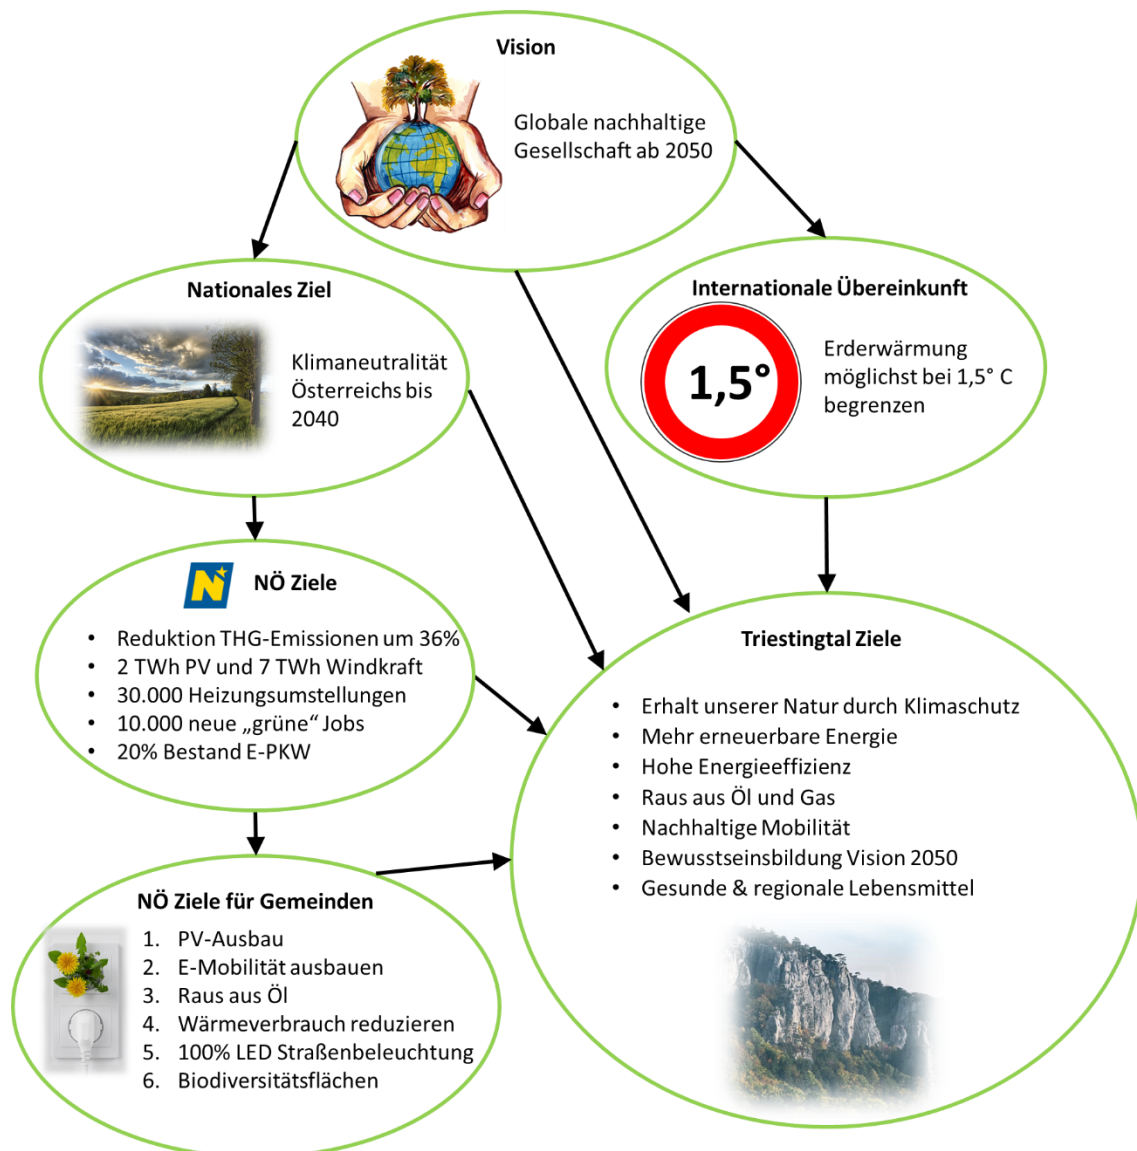 Vision
Globale nachhaltige
Gesellschaft ab 2050
Nationales Ziel
Klimaneutralität
Österreichs bis
2040
Internationale Übereinkunft
1,5°
Erderwärmung
möglichst bei 1,5° C
begrenzen
N
NÖ Ziele
• Reduktion THG-Emissionen um 36%
• 2 TWh PV und 7 TWh Windkraft
• 30.000 Heizungsumstellungen
• 10.000 neue „grüne“ Jobs
• 20% Bestand E-PKW
Triestingtal Ziele
• Erhalt unserer Natur durch Klimaschutz
• Mehr erneuerbare Energie
• Hohe Energieeffizienz
• Raus aus Öl und Gas
• Nachhaltige Mobilität
• Bewusstseinsbildung Vision 2050
• Gesunde & regionale Lebensmittel
NÖ Ziele für Gemeinden
1. PV-Ausbau
2. E-Mobilität ausbauen
3. Raus aus Öl
4. Wärmeverbrauch reduzieren
5. 100% LED Straßenbeleuchtung
6. Biodiversitätsflächen